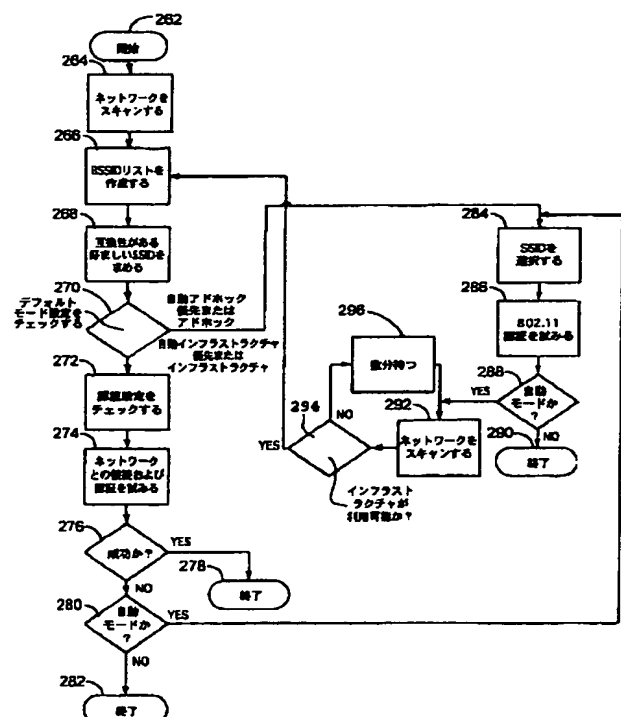 262
開始
264
ネットワークを
スキャンする
266
BSSIDリストを
作成する
268
互換性がある
好ましいSSIDを
求める
270
デフォルト
モード設定を
チェックする
自動アドホック
優先または
アドホック
自動インフラストラクチャ
優先または
インフラストラクチャ
272
認証設定を
チェックする
274
ネットワーク
との接続および
認証を試みる
276
成功か?
YES
278
終了
NO
280
自動
モードか
?
YES
NO
282
終了
284
SSIDを
選択する
286
802.11
認証を試みる
288
自動
モードか
?
YES
NO
290
終了
292
ネットワークを
スキャンする
294
YES
NO
インフラスト
ラクチャが
利用可能か?
296
数分待つ